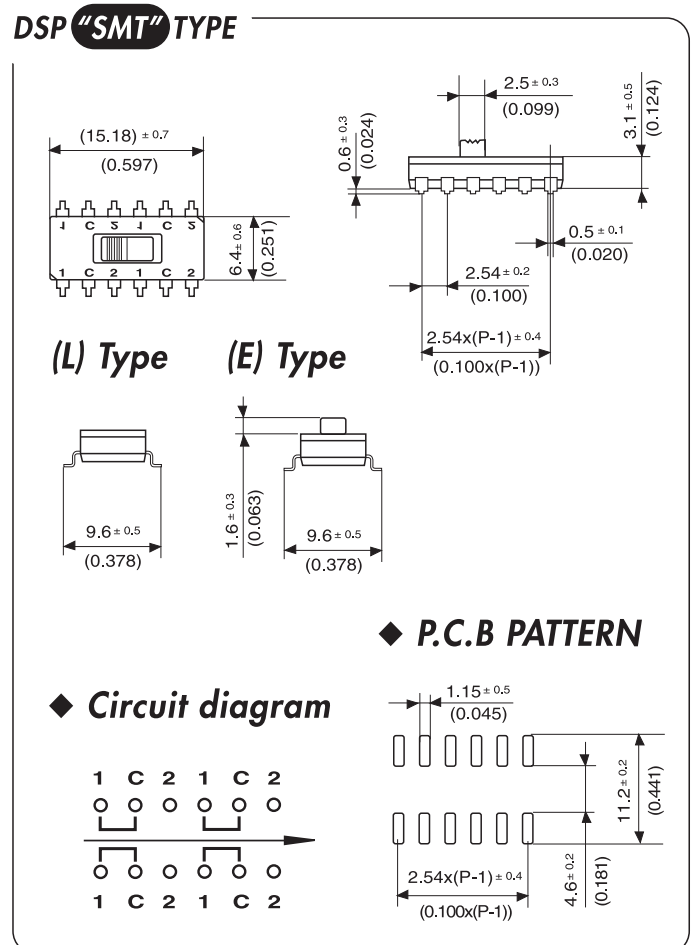 DSP "SMT" TYPE
(15.18) ± 0.7
(0.597)
1 C 2 1 C 2
1 C 2 1 C 2
6.4 ± 0.6
(0.251)
2.5 ± 0.3
(0.099)
0.6 ± 0.3
(0.024)
3.1 ± 0.5
(0.124)
0.5 ± 0.1
(0.020)
2.54 ± 0.2
(0.100)
2.54x(P-1) ± 0.4
(0.100x(P-1))
(L) Type
(E) Type
9.6 ± 0.5
(0.378)
1.6 ± 0.3
(0.063)
9.6 ± 0.5
(0.378)
◆ P.C.B PATTERN
1.15 ± 0.5
(0.045)
11.2 ± 0.2
(0.441)
4.6 ± 0.2
(0.181)
2.54x(P-1) ± 0.4
(0.100x(P-1))
◆ Circuit diagram
1 C 2 1 C 2
1 C 2 1 C 2